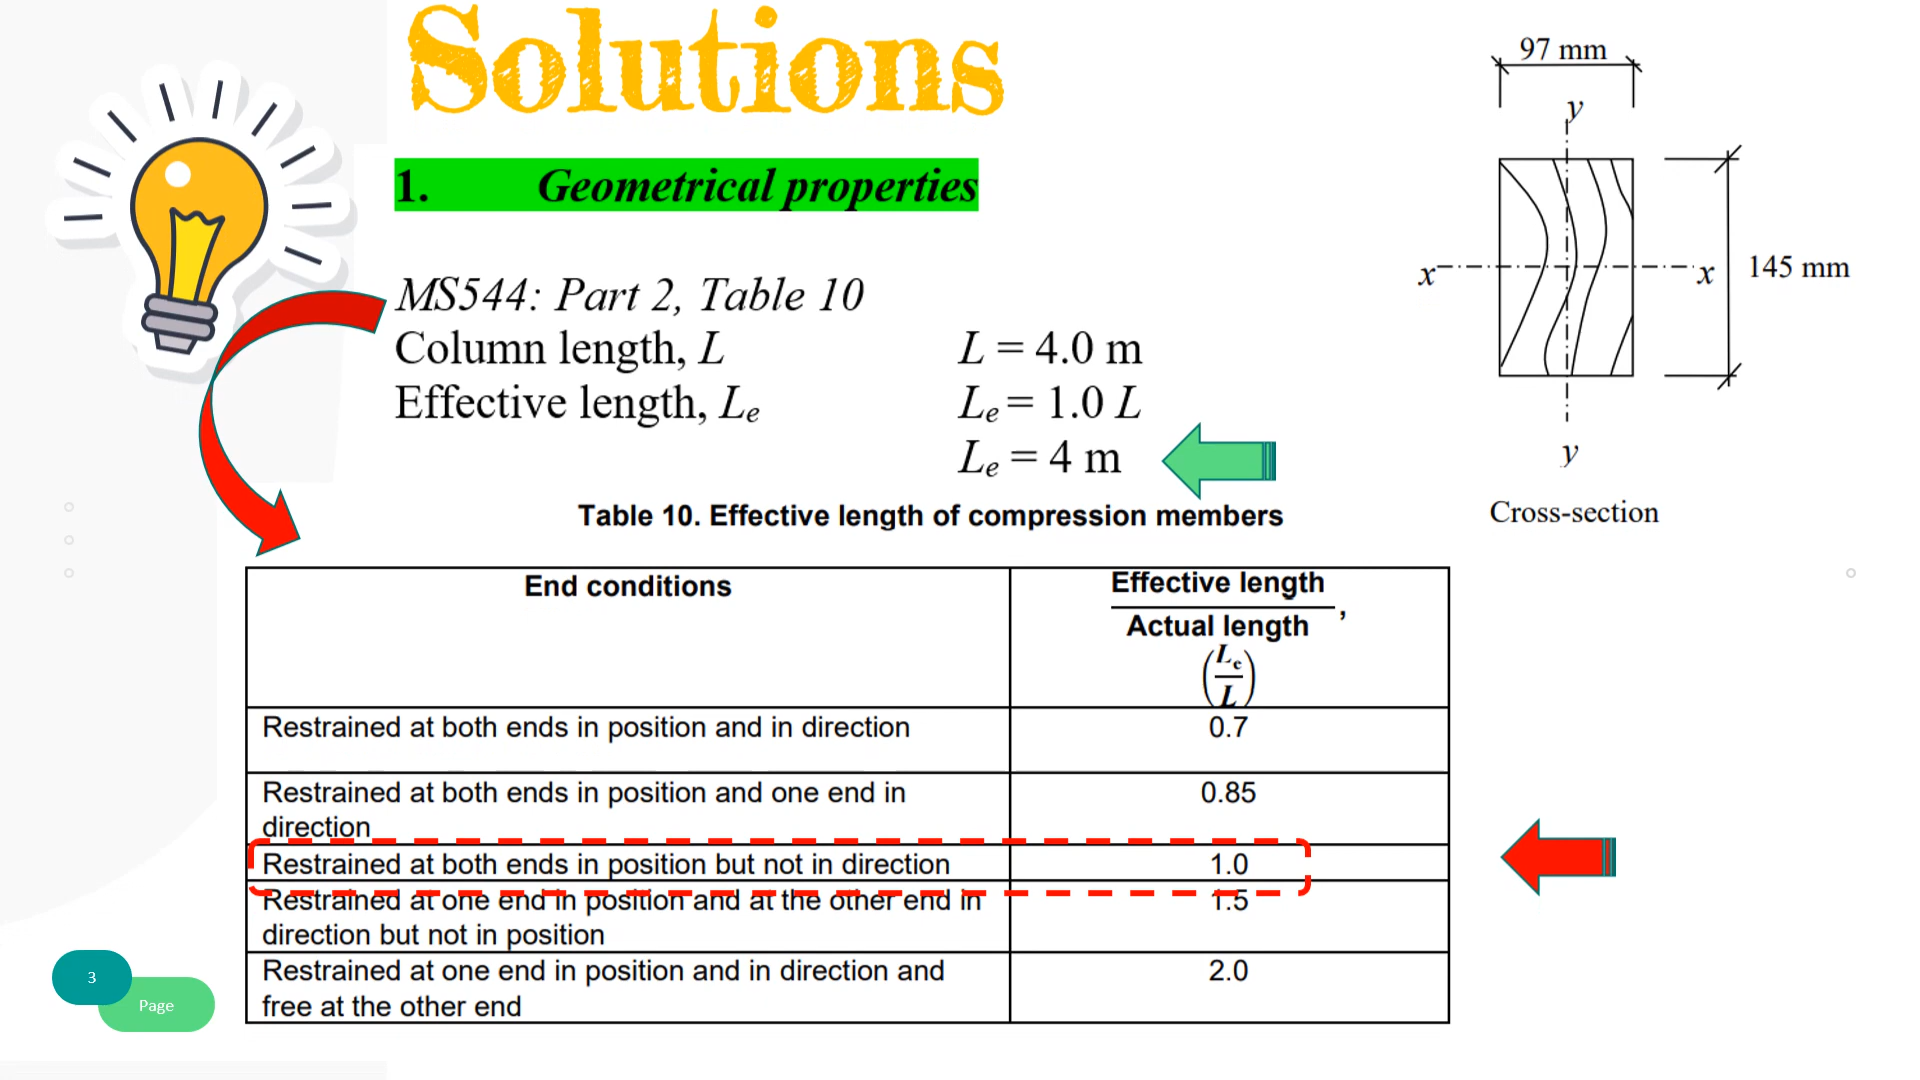 Solutions
1. Geometrical properties
MS544: Part 2, Table 10
Column length, L L = 4.0 m
Effective length, Le Le = 1.0 L
Le = 4 m
97 mm
y
x x 145 mm
y
Cross-section
Table 10. Effective length of compression members
End conditions
Effective length
Actual length ,
(Le
L)
Restrained at both ends in position and in direction 0.7
Restrained at both ends in position and one end in 0.85
direction
Restrained at both ends in position but not in direction 1.0
Restrained at one end in position and at the other end in 1.5
direction but not in position
Restrained at one end in position and in direction and 2.0
free at the other end
3
Page